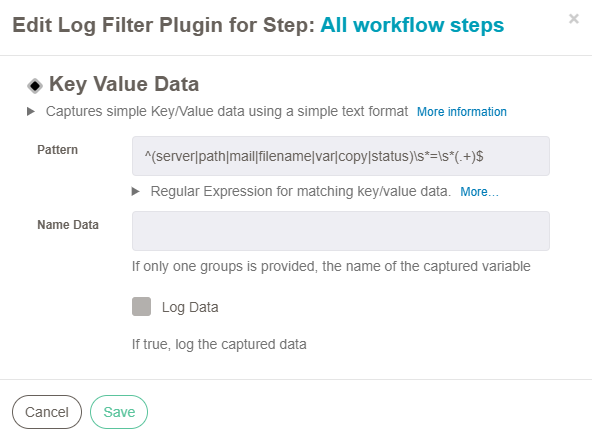 Edit Log Filter Plugin for Step: All workflow steps
×
Key Value Data
Captures simple Key/Value data using a simple text format More information
Pattern
^(server|path|mail|filename|var|copy|status)\s*=\s*(.+)$
Regular Expression for matching key/value data. More...
Name Data
If only one groups is provided, the name of the captured variable
Log Data
If true, log the captured data
Cancel Save